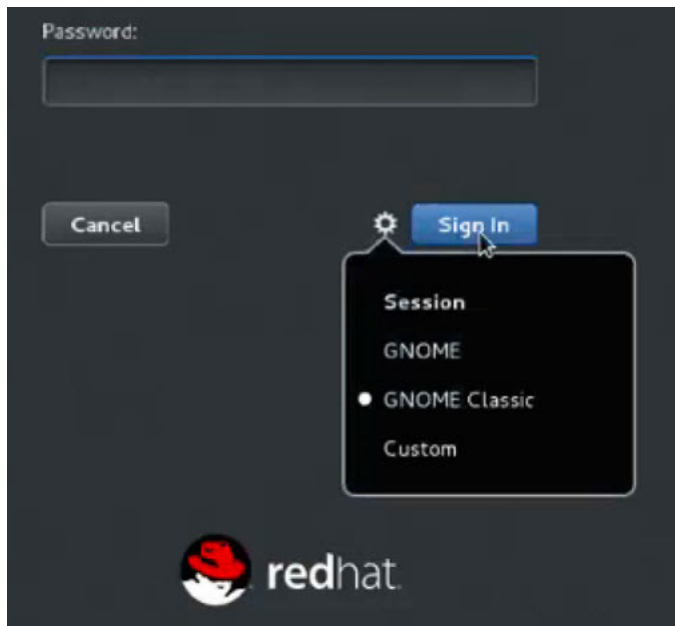 Password:
Cancel
Sign In
Session
GNOME
GNOME Classic
Custom
redhat.